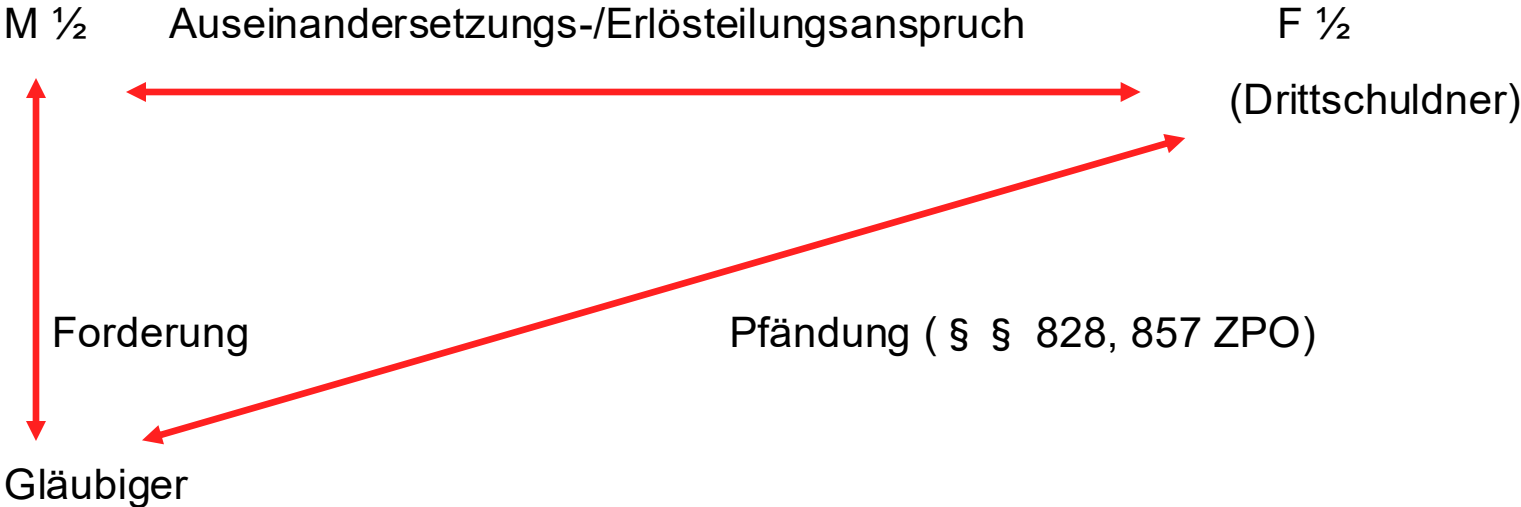 M ½ Auseinandersetzungs-/Erlösteilungsanspruch F ½
(Drittschuldner)
Forderung Pfändung ( § § 828, 857 ZPO)
Gläubiger